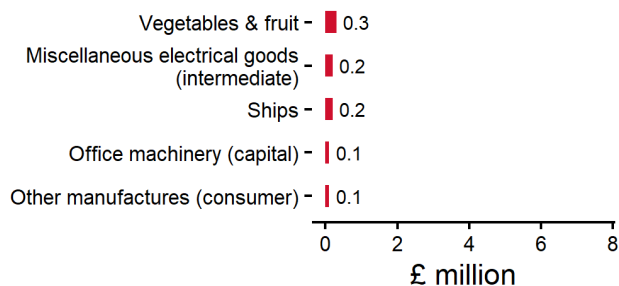 Vegetables & fruit
0.3
Miscellaneous electrical goods
(intermediate)
0.2
Ships
0.2
Office machinery (capital)
0.1
Other manufactures (consumer)
0.1
0 2 4 6 8
£ million